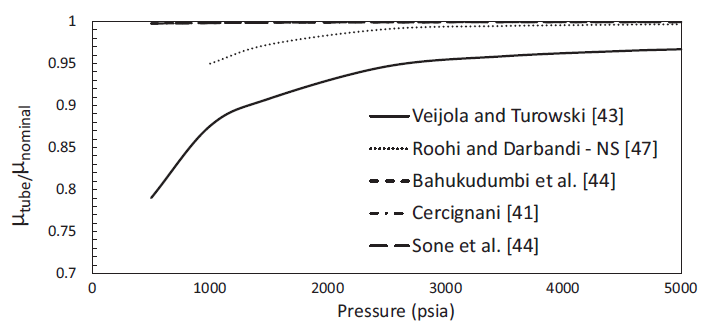 1
0.95
0.9
0.85
0.8
0.75
0.7
μtube/μnominal
Veijola and Turowski [43]
Roohi and Darbandi - NS [47]
Bahukudumbi et al. [44]
Cercignani [41]
Sone et al. [44]
0 1000 2000 3000 4000 5000
Pressure (psia)